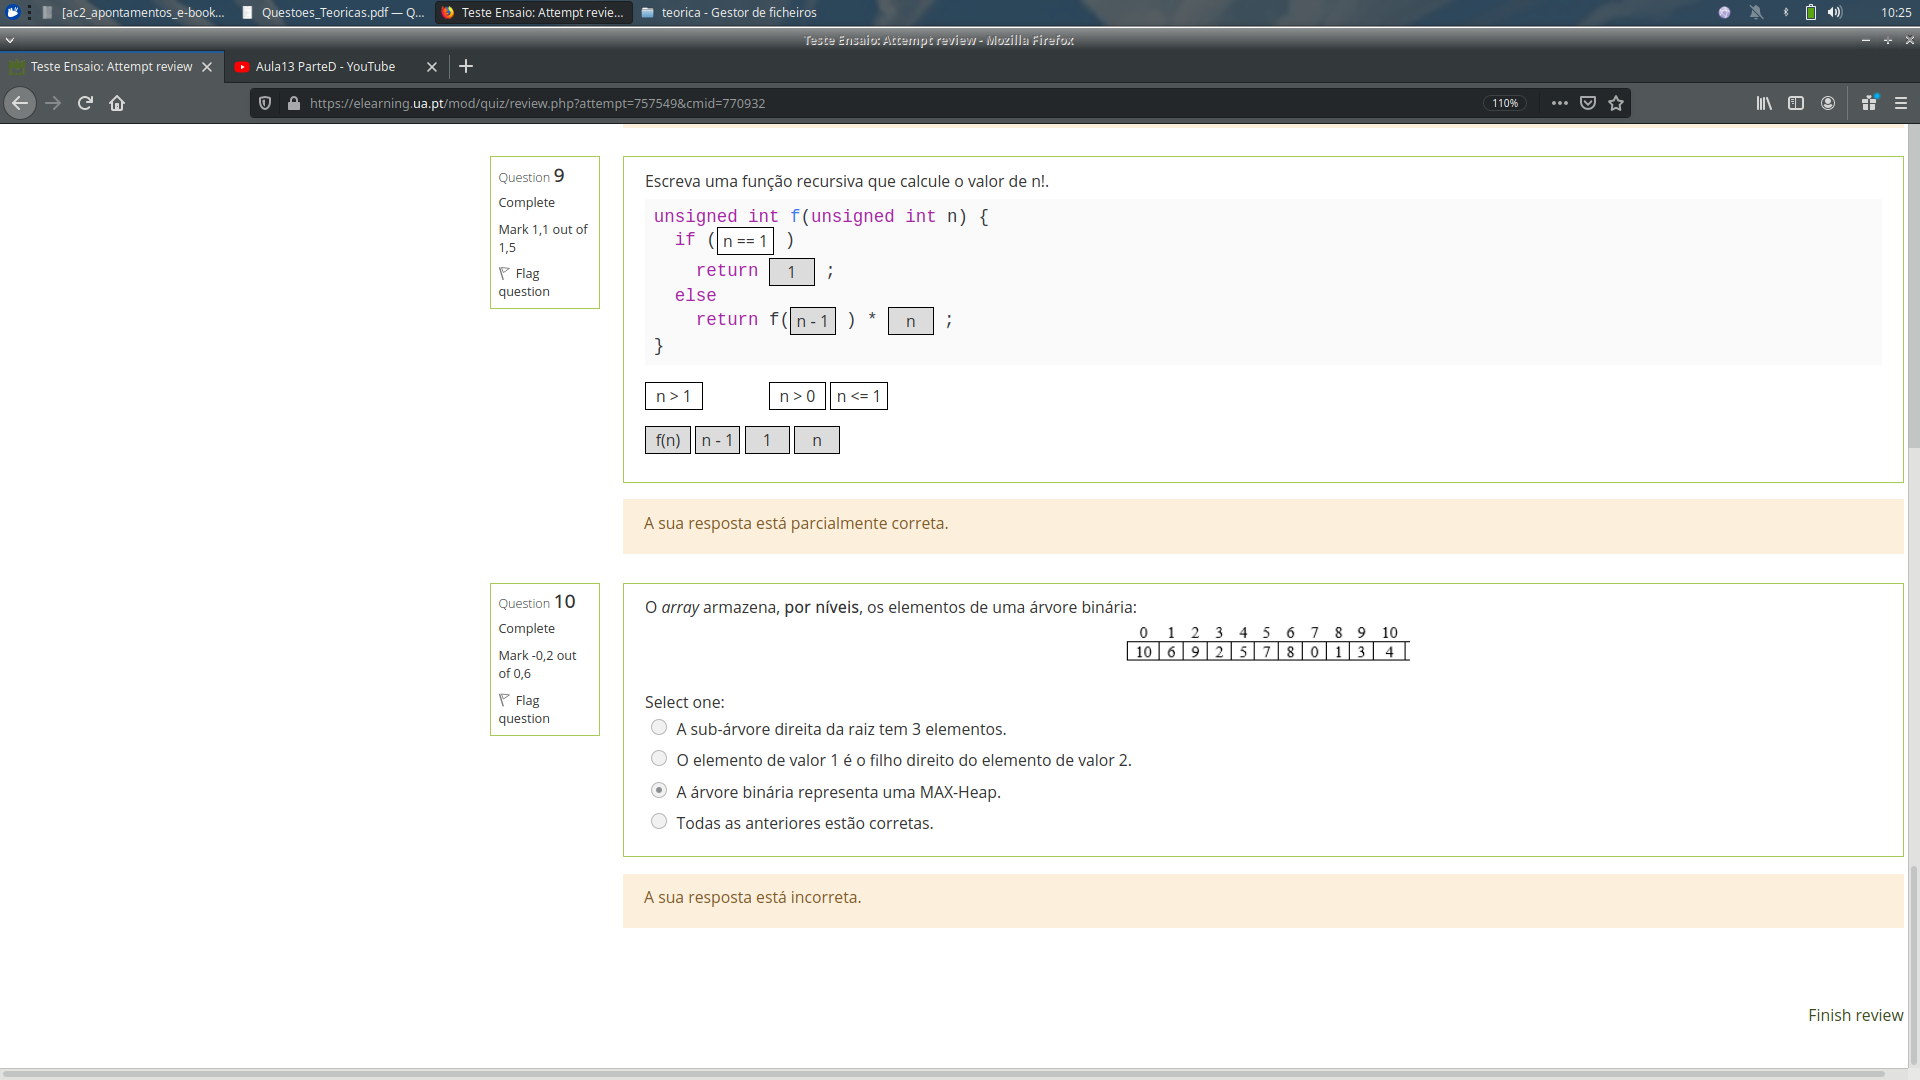 [ac2_apontamentos_e-book... Questoes_Teoricas.pdf — Q... Teste Ensaio: Attempt revie... teorica - Gestor de ficheiros 10:25
Teste Ensaio: Attempt review - Mozilla Firefox
Teste Ensaio: Attempt review Aula13 ParteD - YouTube
https://elearning.ua.pt/mod/quiz/review.php?attempt=757549&cmid=770932 110%
Question 9
Complete
Mark 1,1 out of
1,5
Flag
question
Escreva uma função recursiva que calcule o valor de n!.
unsigned int f(unsigned int n) {
if ( n == 1 )
return 1 ;
else
return f( n - 1 ) * n ;
}
n > 1 n > 0 n <= 1
f(n) n - 1 1 n
A sua resposta está parcialmente correta.
Question 10
Complete
Mark -0,2 out
of 0,6
Flag
question
O array armazena, por níveis, os elementos de uma árvore binária:
0 1 2 3 4 5 6 7 8 9 10
10 6 9 2 5 7 8 0 1 3 4
Select one:
A sub-árvore direita da raiz tem 3 elementos.
O elemento de valor 1 é o filho direito do elemento de valor 2.
A árvore binária representa uma MAX-Heap.
Todas as anteriores estão corretas.
A sua resposta está incorreta.
Finish review